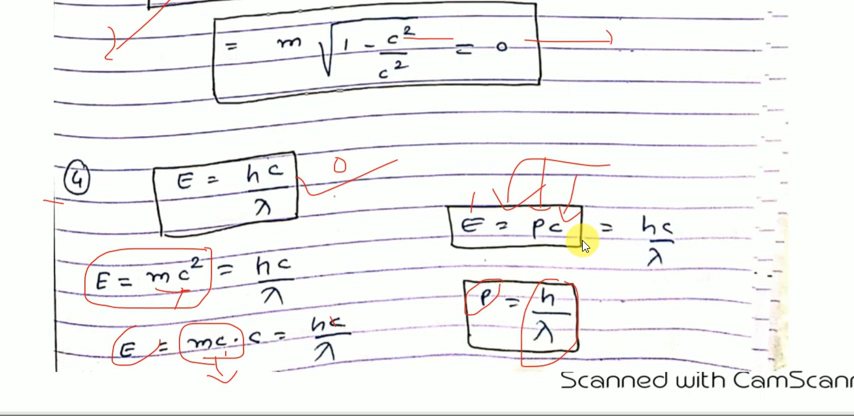 = m √(1 - c²/c²) = 0
④ E = hc/λ
E = pc = hc/λ
E = mc² = hc/λ
p = h/λ
E = mc · c = hc/λ
Scanned with CamScann